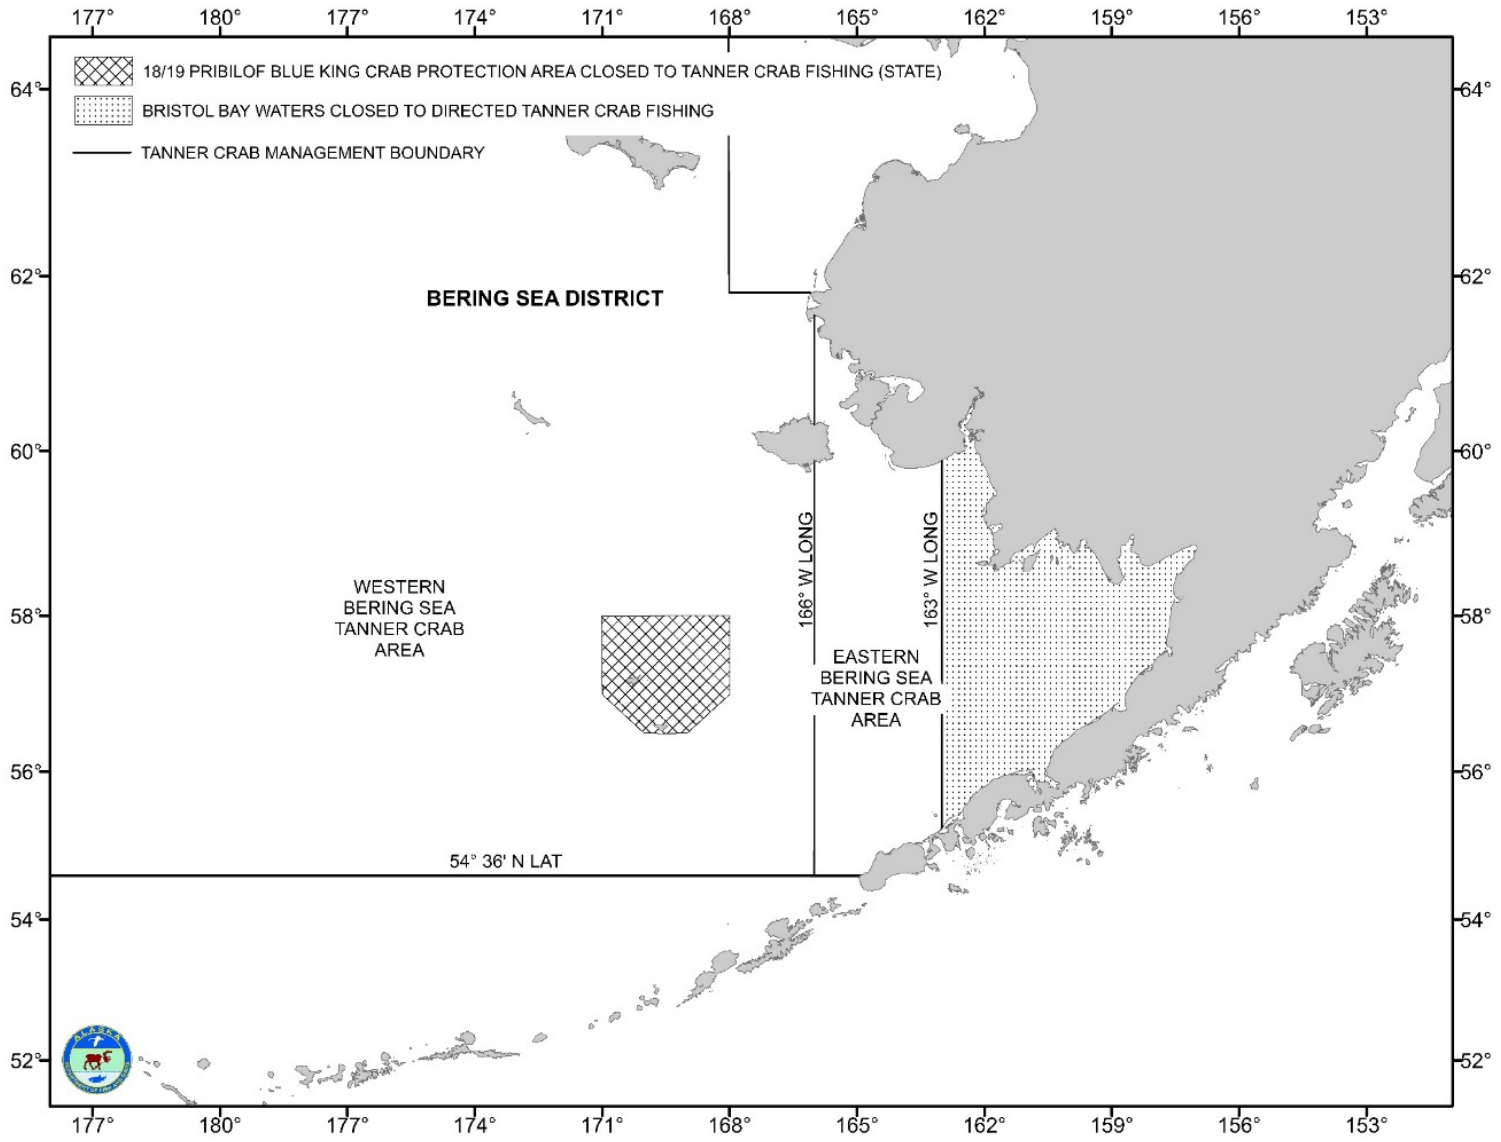 177° 180° 177° 174° 171° 168° 165° 162° 159° 156° 153°
18/19 PRIBILOF BLUE KING CRAB PROTECTION AREA CLOSED TO TANNER CRAB FISHING (STATE)
64° 64°
BRISTOL BAY WATERS CLOSED TO DIRECTED TANNER CRAB FISHING
TANNER CRAB MANAGEMENT BOUNDARY
62° 62°
BERING SEA DISTRICT
60° 60°
166° W LONG
163° W LONG
WESTERN
BERING SEA
TANNER CRAB
AREA
58° 58°
EASTERN
BERING SEA
TANNER CRAB
AREA
56° 56°
54° 36' N LAT
54° 54°
ALASKA
52° 52°
177° 180° 177° 174° 171° 168° 165° 162° 159° 156° 153°